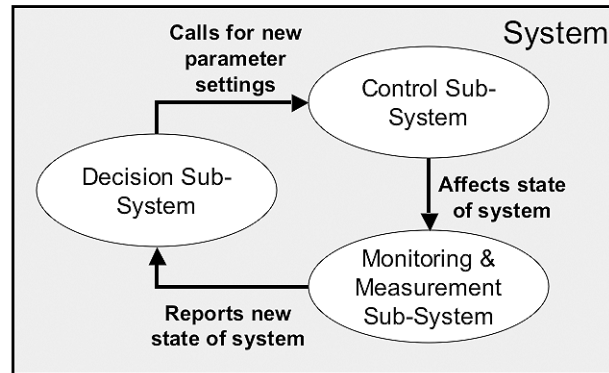 System
Calls for new
parameter
settings
Control Sub-
System
Decision Sub-
System
Affects state
of system
Monitoring &
Measurement
Sub-System
Reports new
state of system